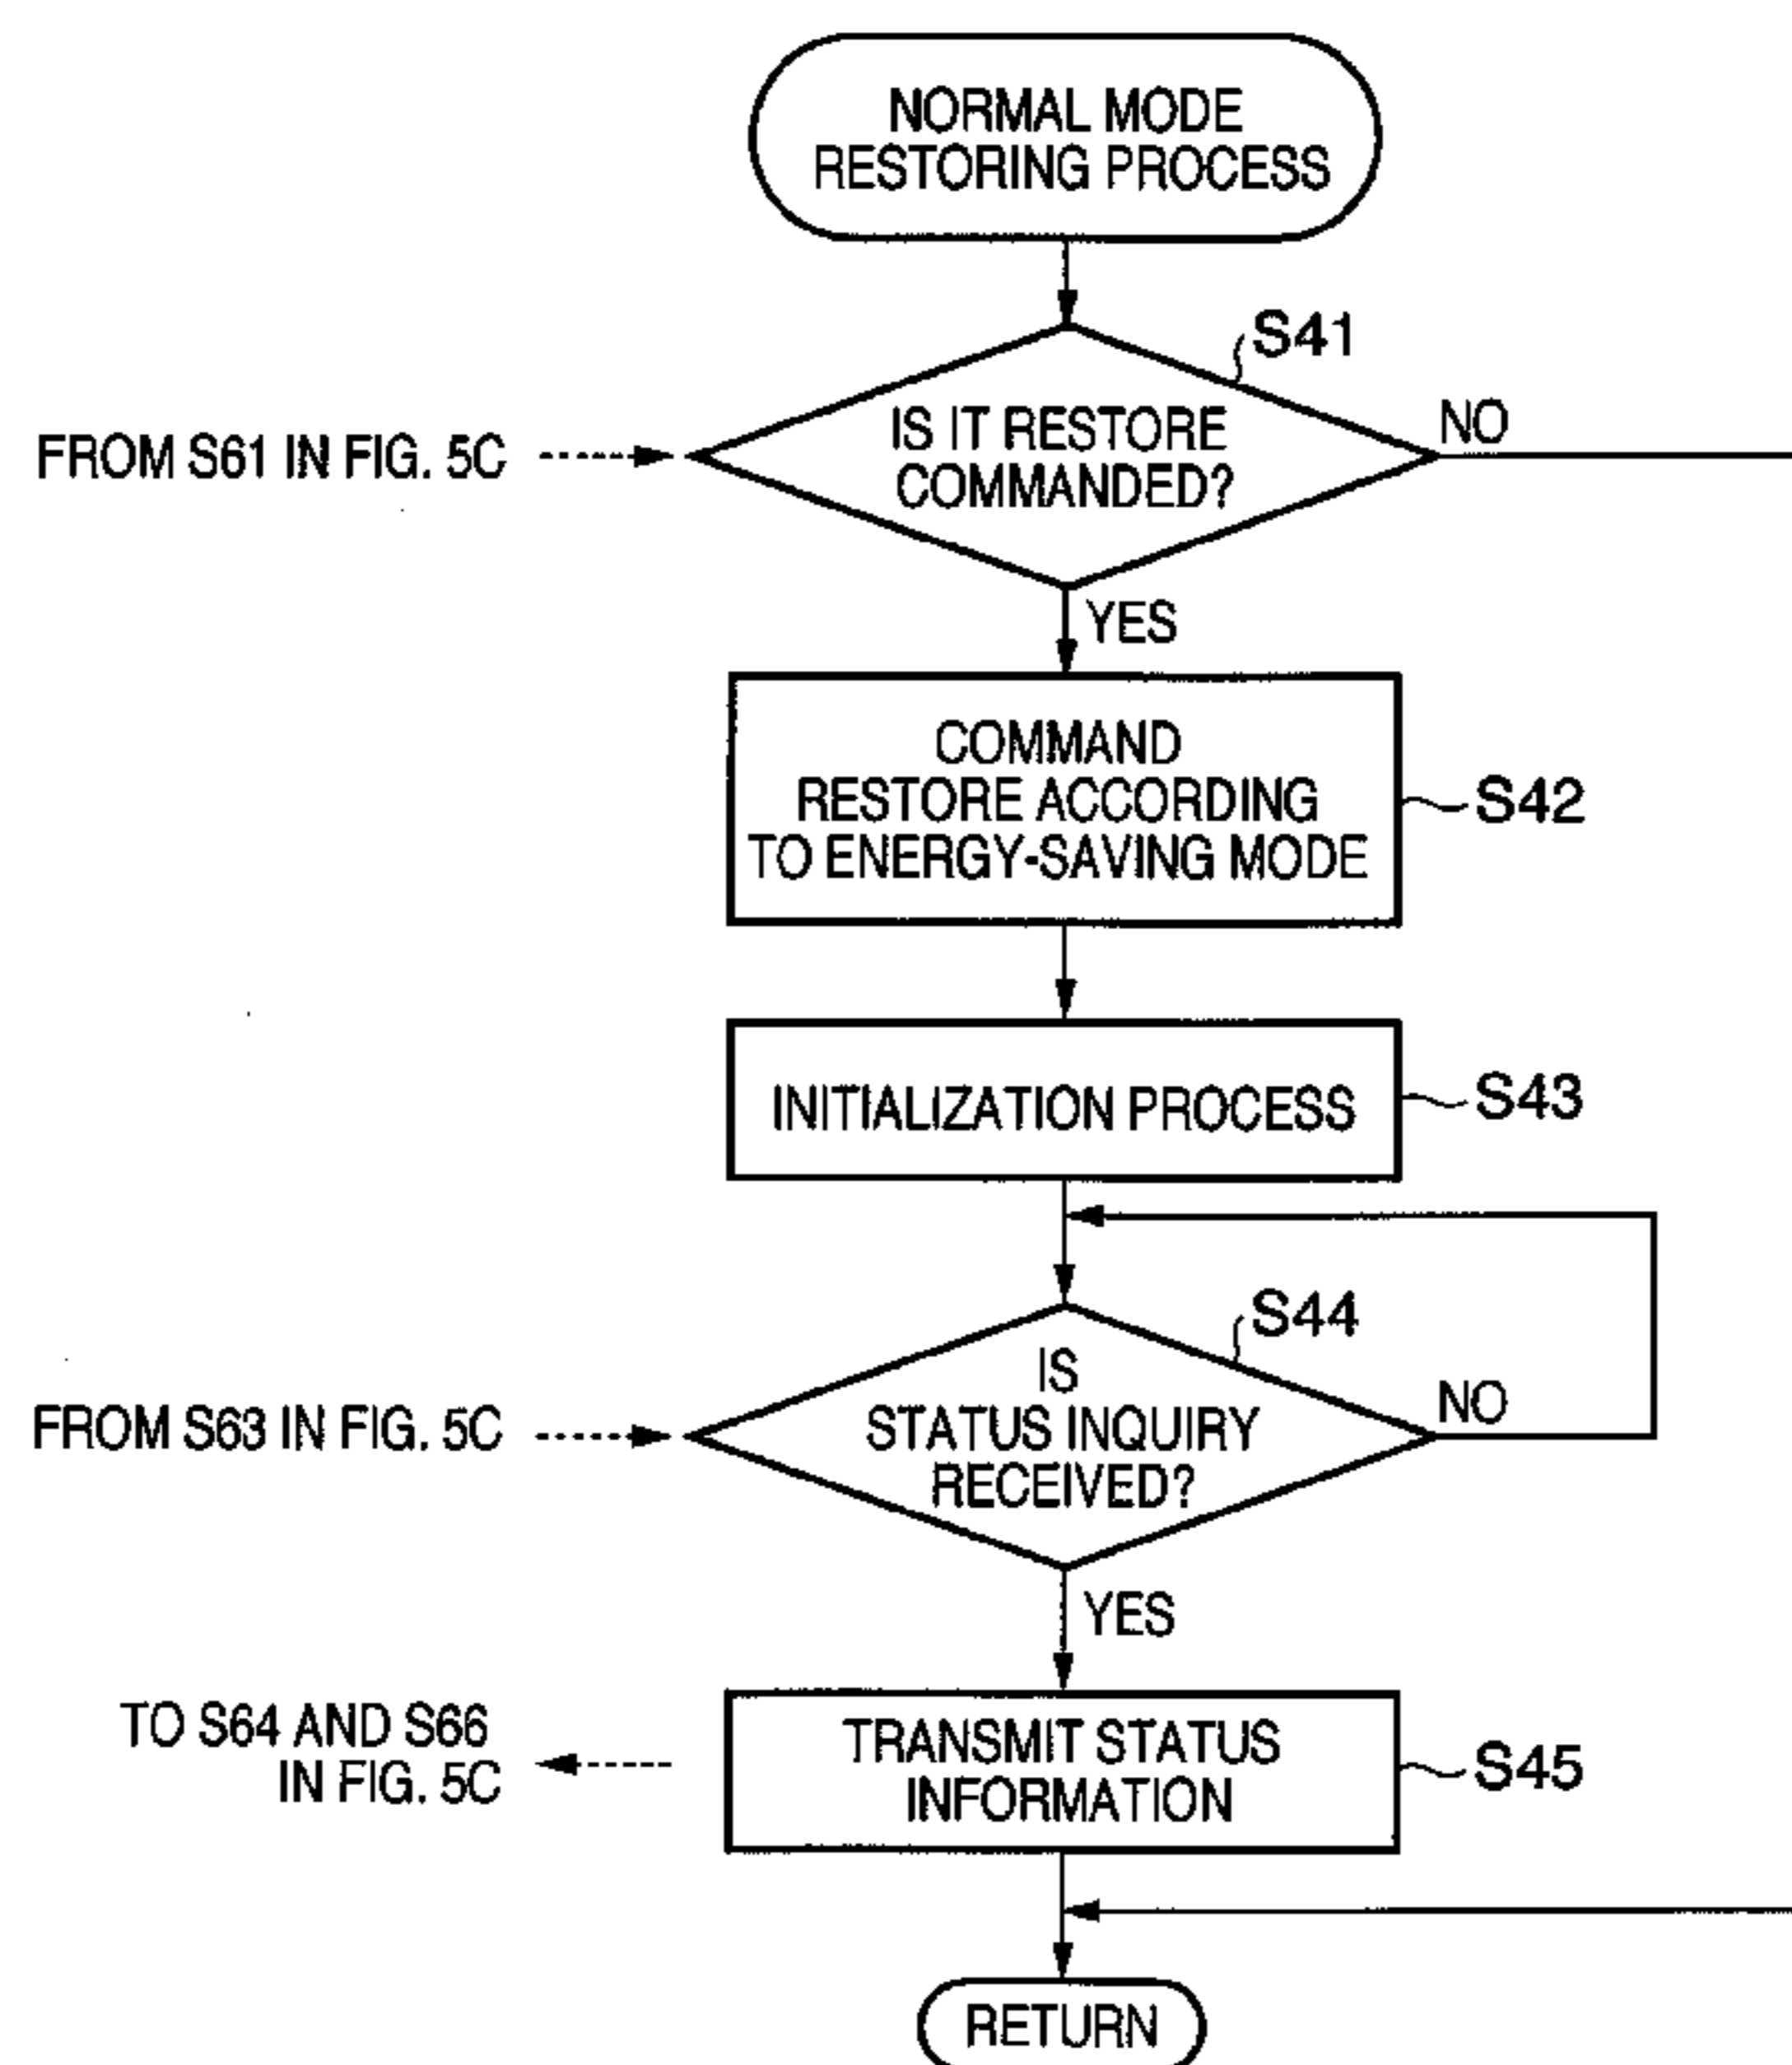 NORMAL MODE
RESTORING PROCESS
S41
FROM S61 IN FIG. 5C
IS IT RESTORE
COMMANDED?
NO
YES
COMMAND
RESTORE ACCORDING
TO ENERGY-SAVING MODE
S42
INITIALIZATION PROCESS
S43
S44
FROM S63 IN FIG. 5C
IS
STATUS INQUIRY
RECEIVED?
NO
YES
TO S64 AND S66
IN FIG. 5C
TRANSMIT STATUS
INFORMATION
S45
RETURN